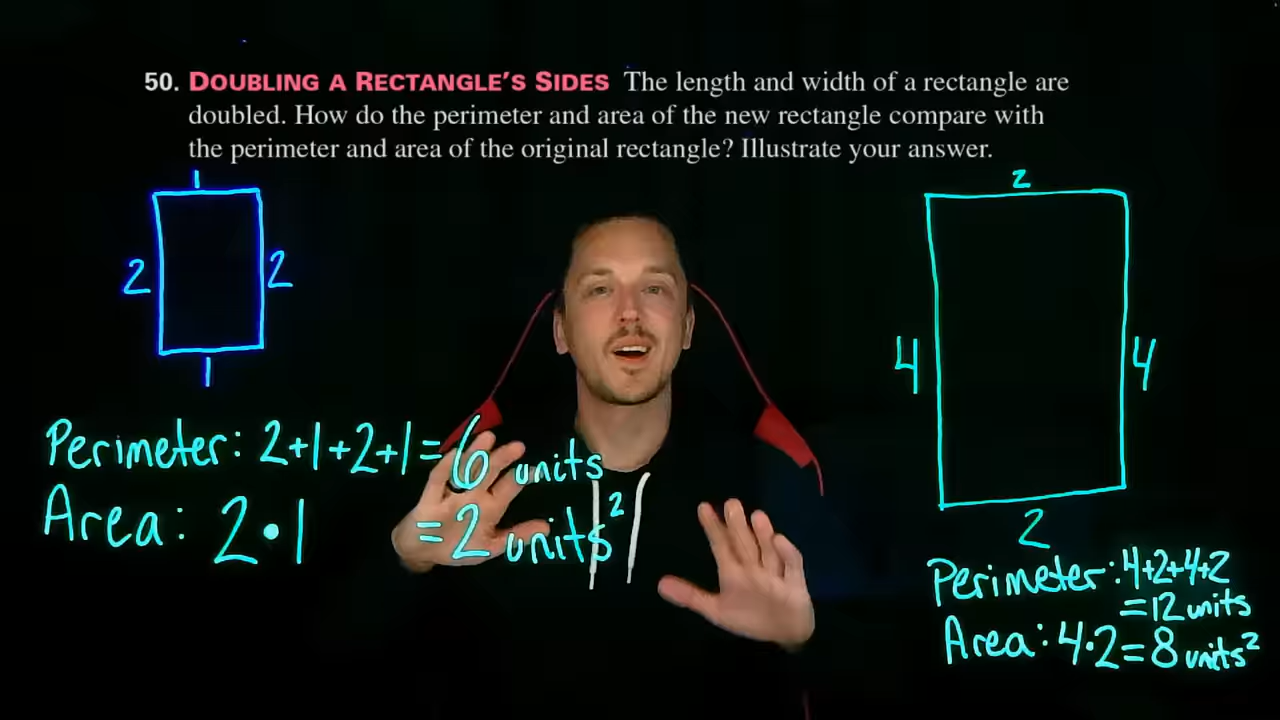 50. DOUBLING A RECTANGLE'S SIDES The length and width of a rectangle are
doubled. How do the perimeter and area of the new rectangle compare with
the perimeter and area of the original rectangle? Illustrate your answer.
1
2
2
1
Perimeter: 2+1+2+1=6 units
Area: 2•1 =2 units²
2
4
4
2
Perimeter: 4+2+4+2
=12 units
Area: 4•2=8 units²